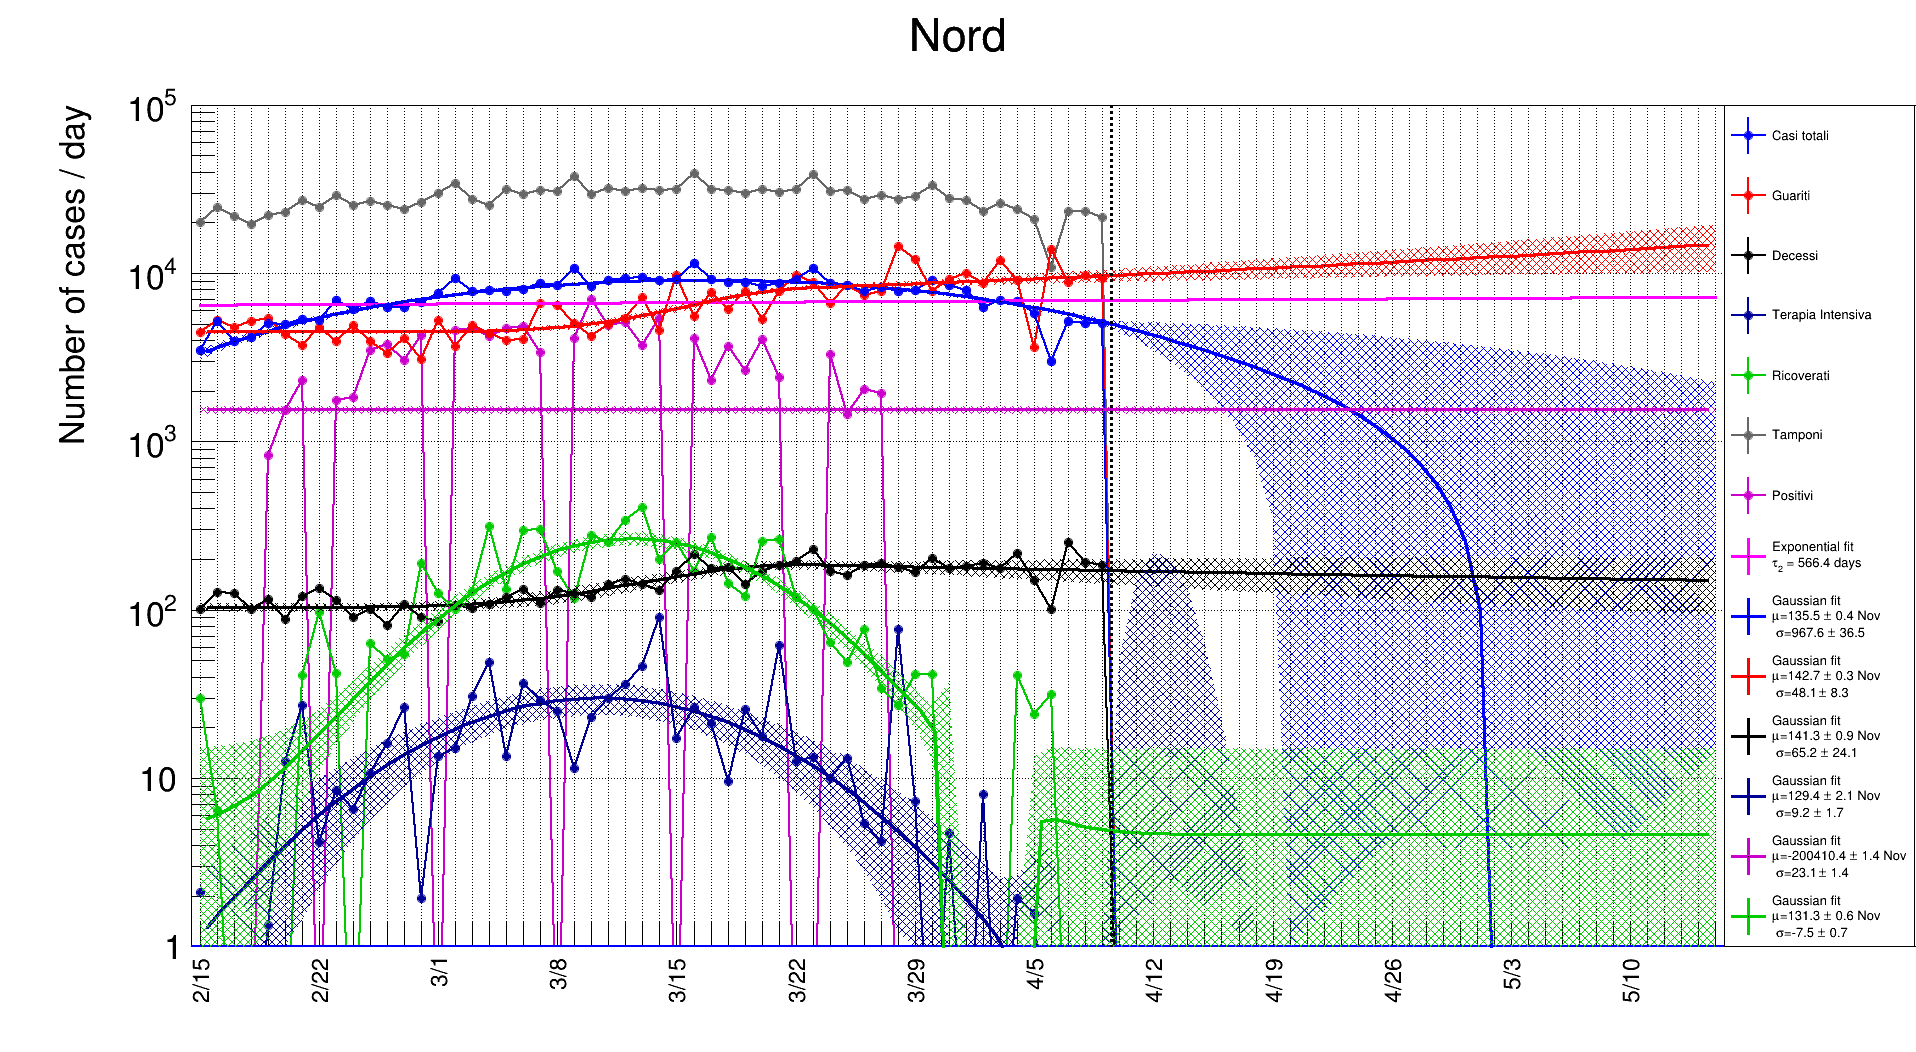 Nord
Number of cases / day
10^5
10^4
10^3
10^2
10
1
2/15
2/22
3/1
3/8
3/15
3/22
3/29
4/5
4/12
4/19
4/26
5/3
5/10
Casi totali
Guariti
Decessi
Terapia Intensiva
Ricoverati
Tamponi
Positivi
Exponential fit
τ_2 = 566.4 days
Gaussian fit
μ=135.5 ± 0.4 Nov
σ=967.6 ± 36.5
Gaussian fit
μ=142.7 ± 0.3 Nov
σ=48.1 ± 8.3
Gaussian fit
μ=141.3 ± 0.9 Nov
σ=65.2 ± 24.1
Gaussian fit
μ=129.4 ± 2.1 Nov
σ=9.2 ± 1.7
Gaussian fit
μ=-200410.4 ± 1.4 Nov
σ=23.1 ± 1.4
Gaussian fit
μ=131.3 ± 0.6 Nov
σ=-7.5 ± 0.7